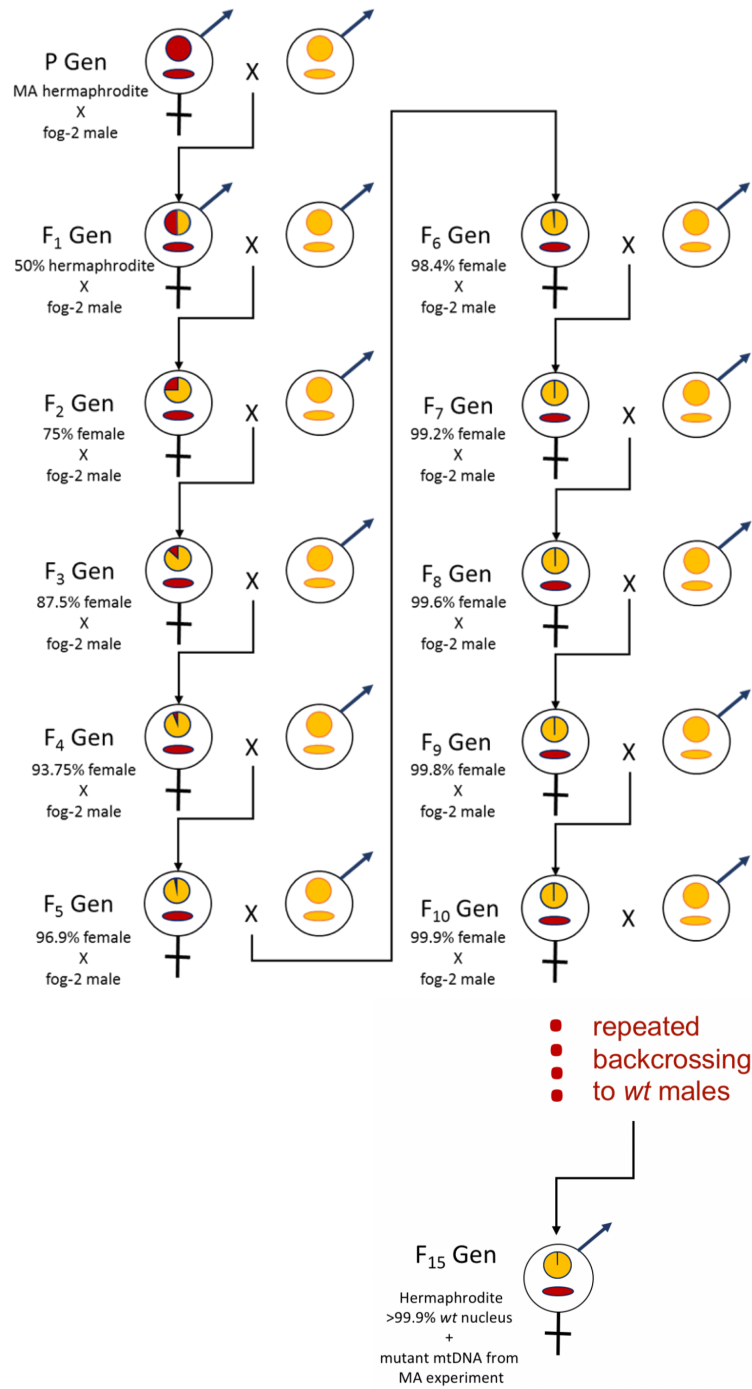 P Gen
MA hermaphrodite
X
fog-2 male
X
F₁ Gen
50% hermaphrodite
X
fog-2 male
X
F₂ Gen
75% female
X
fog-2 male
X
F₃ Gen
87.5% female
X
fog-2 male
X
F₄ Gen
93.75% female
X
fog-2 male
X
F₅ Gen
96.9% female
X
fog-2 male
X
F₆ Gen
98.4% female
X
fog-2 male
X
F₇ Gen
99.2% female
X
fog-2 male
X
F₈ Gen
99.6% female
X
fog-2 male
X
F₉ Gen
99.8% female
X
fog-2 male
X
F₁₀ Gen
99.9% female
X
fog-2 male
X
repeated
backcrossing
to wt males
F₁₅ Gen
Hermaphrodite
>99.9% wt nucleus
+
mutant mtDNA from
MA experiment